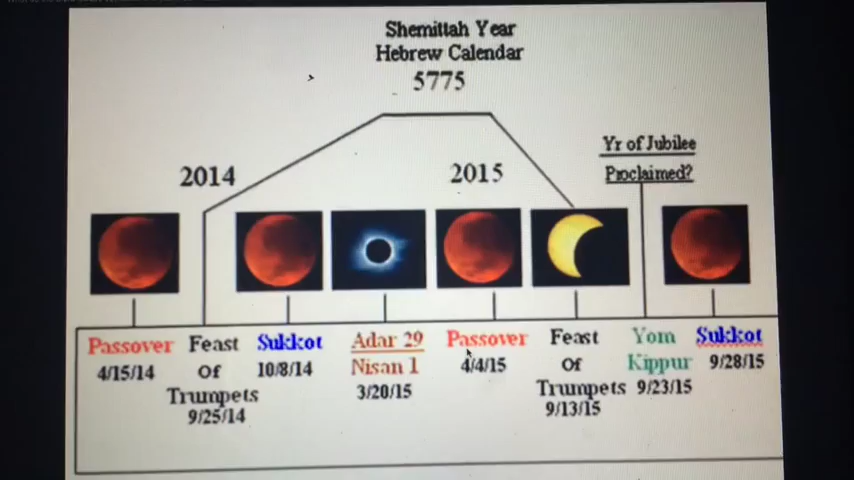 Shemittah Year
Hebrew Calendar
5775
Yr of Jubilee
Proclaimed?
2014
2015
Passover
4/15/14
Feast
Of
Trumpets
9/25/14
Sukkot
10/8/14
Adar 29
Nisan 1
3/20/15
Passover
4/4/15
Feast
Of
Trumpets
9/13/15
Yom
Kippur
9/23/15
Sukkot
9/28/15